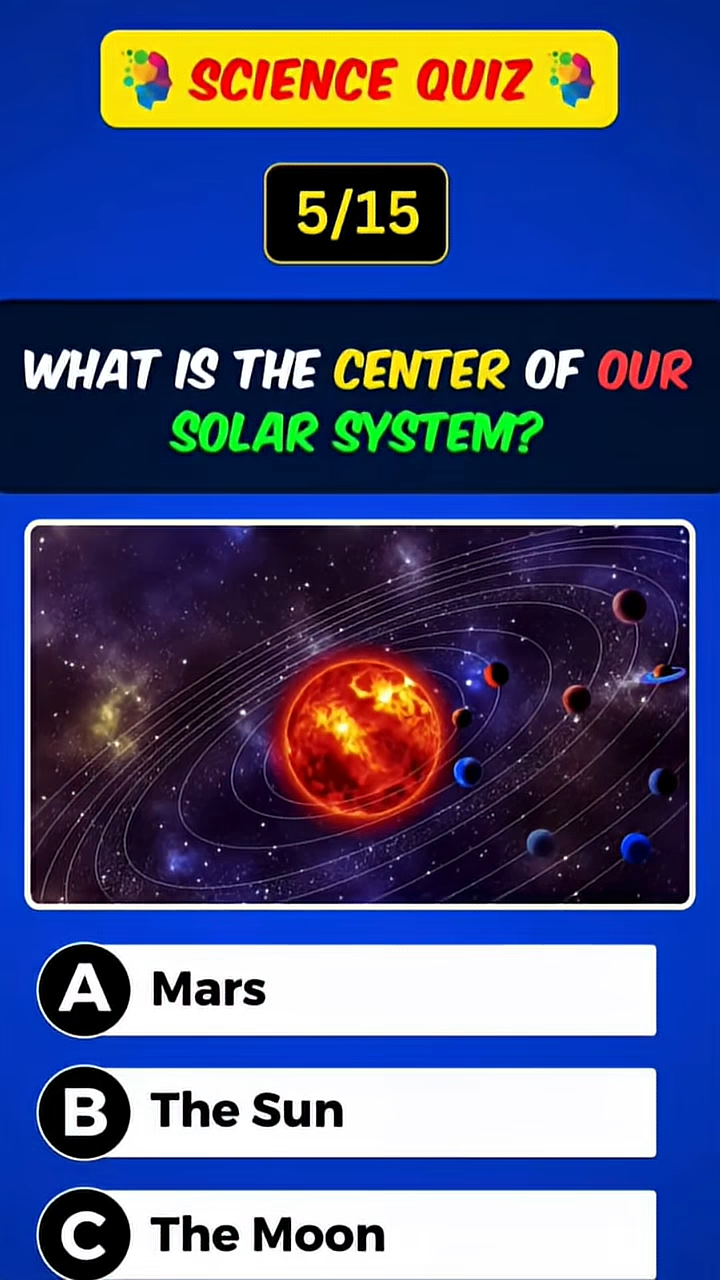 SCIENCE QUIZ
5/15
WHAT IS THE CENTER OF OUR
SOLAR SYSTEM?
A Mars
B The Sun
C The Moon